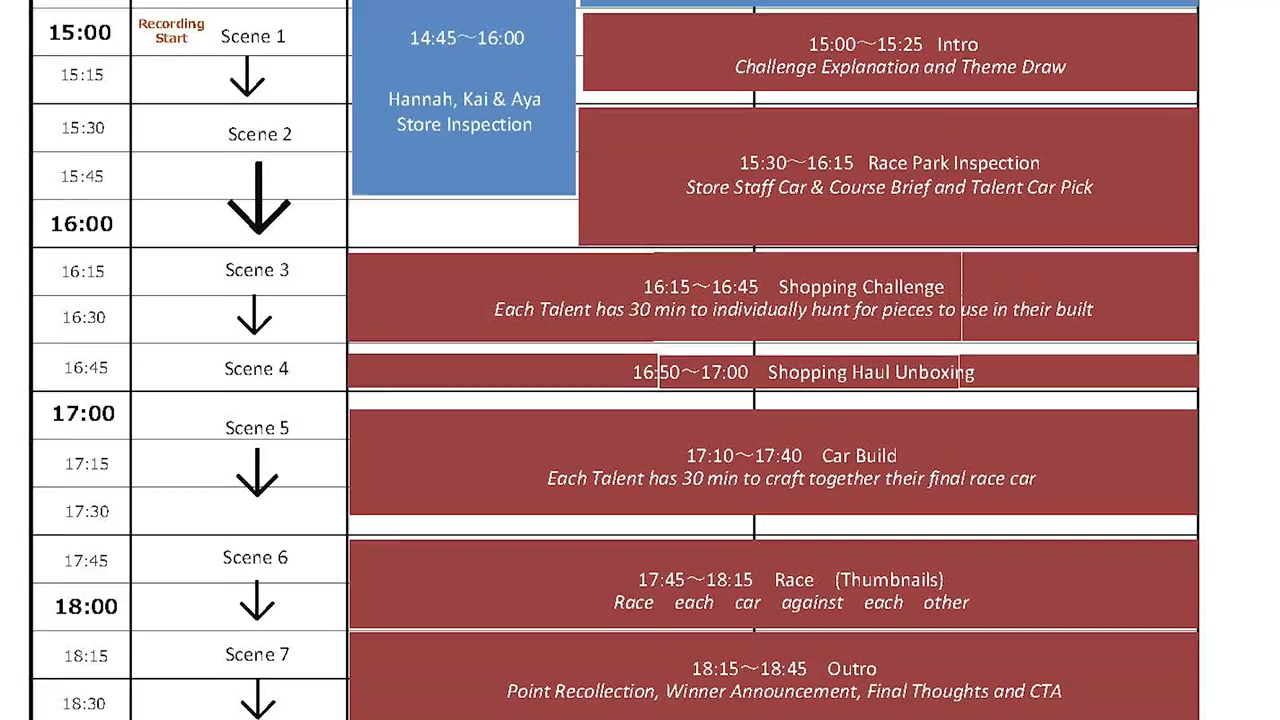 15:00
Recording
Start
Scene 1
14:45～16:00
15:00～15:25 Intro
Challenge Explanation and Theme Draw
15:15
Hannah, Kai & Aya
Store Inspection
15:30
Scene 2
15:30～16:15 Race Park Inspection
Store Staff Car & Course Brief and Talent Car Pick
15:45
16:00
16:15
Scene 3
16:15～16:45 Shopping Challenge
Each Talent has 30 min to individually hunt for pieces to use in their built
16:30
16:45
Scene 4
16:50～17:00 Shopping Haul Unboxing
17:00
Scene 5
17:10～17:40 Car Build
Each Talent has 30 min to craft together their final race car
17:15
17:30
17:45
Scene 6
17:45～18:15 Race (Thumbnails)
Race each car against each other
18:00
18:15
Scene 7
18:15～18:45 Outro
Point Recollection, Winner Announcement, Final Thoughts and CTA
18:30